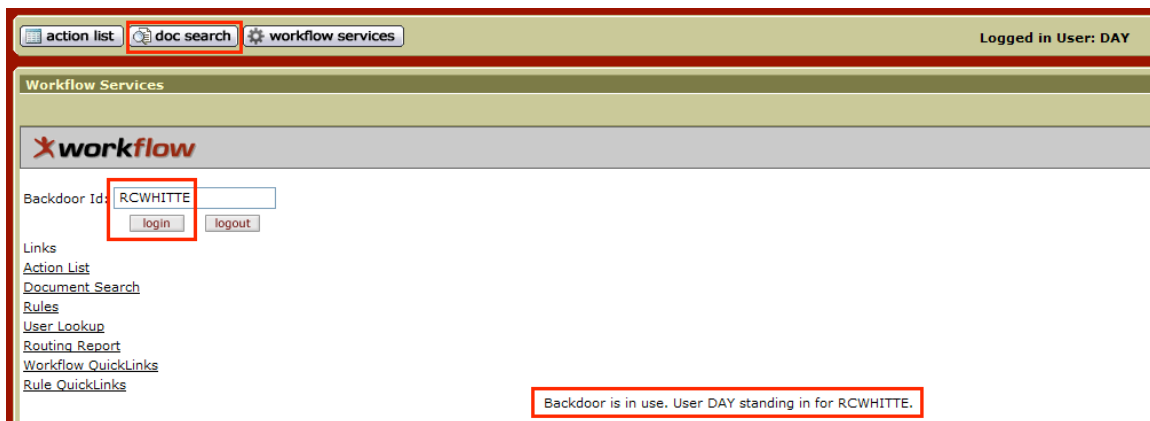 action list doc search workflow services Logged in User: DAY
Workflow Services
workflow
Backdoor Id: RCWHITTE
login logout
Links
Action List
Document Search
Rules
User Lookup
Routing Report
Workflow QuickLinks
Rule QuickLinks
Backdoor is in use. User DAY standing in for RCWHITTE.